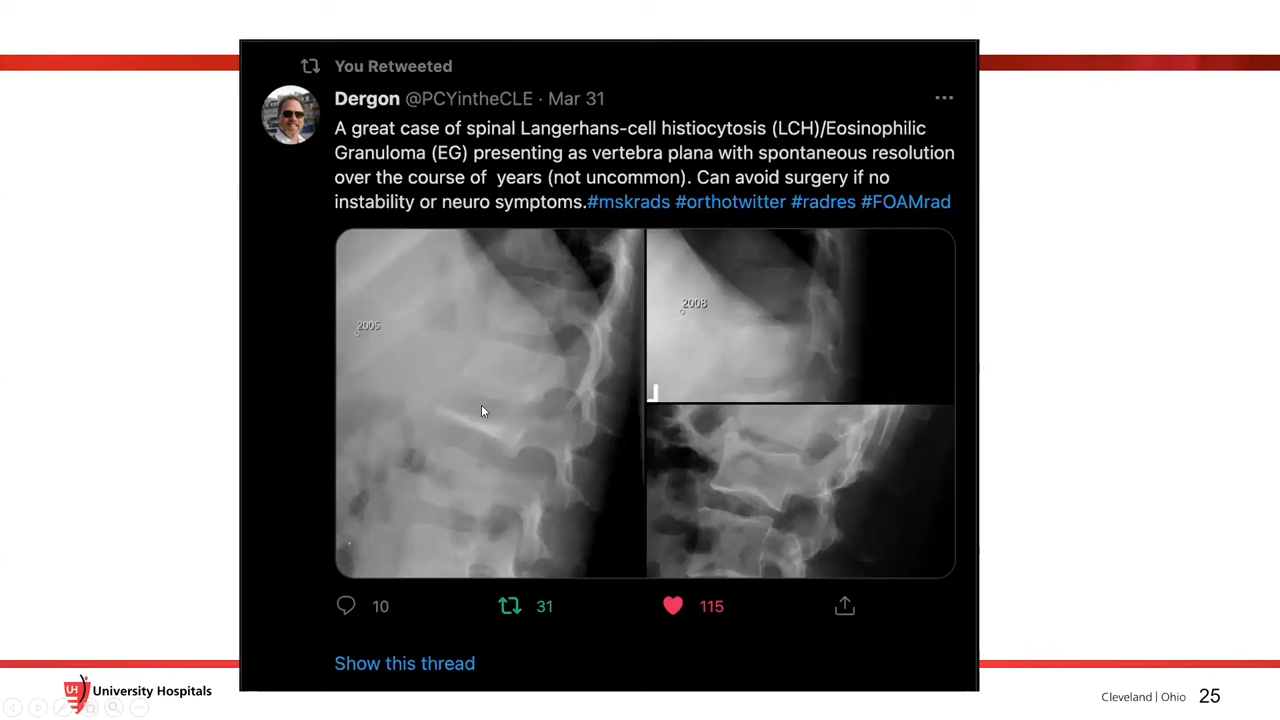 You Retweeted
Dergon @PCYintheCLE · Mar 31
A great case of spinal Langerhans-cell histiocytosis (LCH)/Eosinophilic
Granuloma (EG) presenting as vertebra plana with spontaneous resolution
over the course of  years (not uncommon). Can avoid surgery if no
instability or neuro symptoms.#mskrads #orthotwitter #radres #FOAMrad
2006
2008
10
31
115
Show this thread
UH University Hospitals
Cleveland | Ohio 25